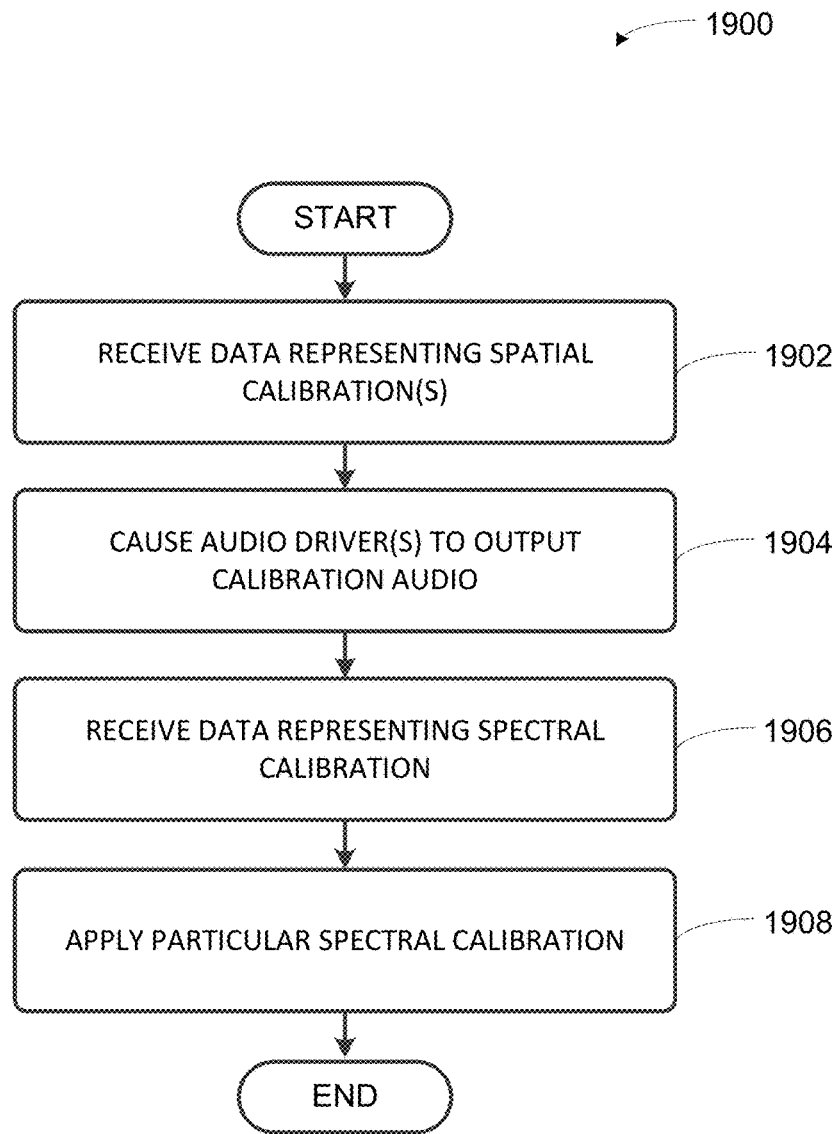 1900
START
RECEIVE DATA REPRESENTING SPATIAL
CALIBRATION(S)
1902
CAUSE AUDIO DRIVER(S) TO OUTPUT
CALIBRATION AUDIO
1904
RECEIVE DATA REPRESENTING SPECTRAL
CALIBRATION
1906
APPLY PARTICULAR SPECTRAL CALIBRATION
1908
END